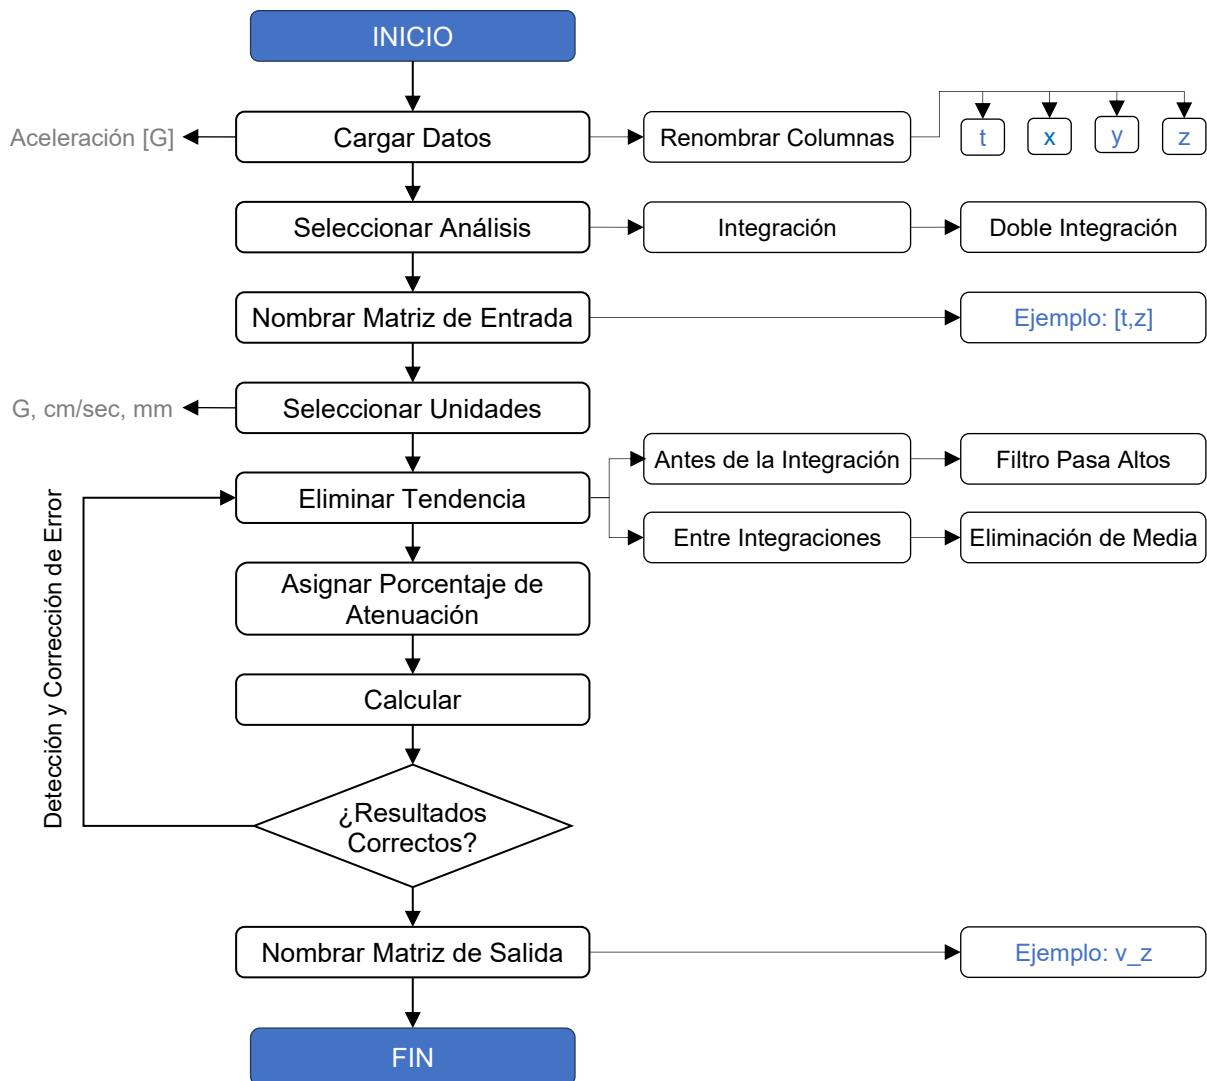 INICIO
Aceleración [G]
Cargar Datos
Renombrar Columnas
t
x
y
z
Seleccionar Análisis
Integración
Doble Integración
Nombrar Matriz de Entrada
Ejemplo: [t,z]
G, cm/sec, mm
Seleccionar Unidades
Antes de la Integración
Filtro Pasa Altos
Eliminar Tendencia
Entre Integraciones
Eliminación de Media
Detección y Corrección de Error
Asignar Porcentaje de
Atenuación
Calcular
¿Resultados
Correctos?
Nombrar Matriz de Salida
Ejemplo: v_z
FIN